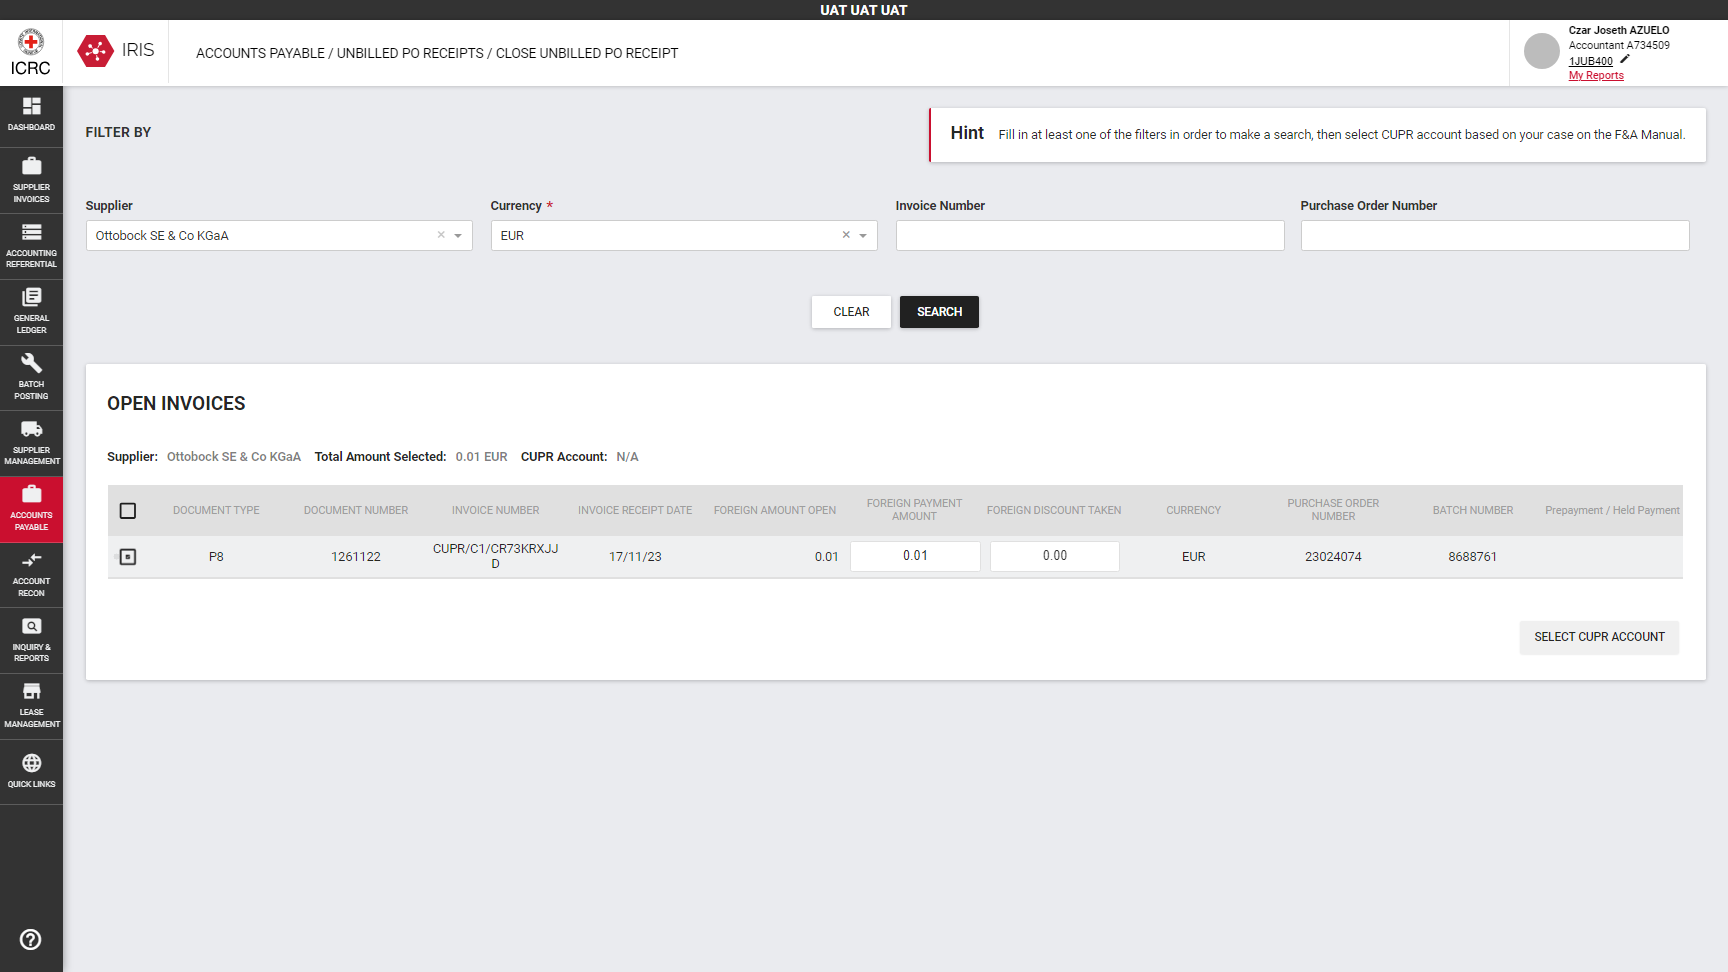 UAT UAT UAT
ICRC
IRIS
ACCOUNTS PAYABLE / UNBILLED PO RECEIPTS / CLOSE UNBILLED PO RECEIPT
Czar Joseth AZUELO
Accountant A734509
1JUB400
My Reports
DASHBOARD
SUPPLIER
INVOICES
ACCOUNTING
REFERENTIAL
GENERAL
LEDGER
BATCH
POSTING
SUPPLIER
MANAGEMENT
ACCOUNTS
PAYABLE
ACCOUNT
RECON
INQUIRY &
REPORTS
LEASE
MANAGEMENT
QUICK LINKS
FILTER BY
Hint Fill in at least one of the filters in order to make a search, then select CUPR account based on your case on the F&A Manual.
Supplier Currency * Invoice Number Purchase Order Number
Ottobock SE & Co KGaA × EUR ×
CLEAR SEARCH
OPEN INVOICES
Supplier: Ottobock SE & Co KGaA Total Amount Selected: 0.01 EUR CUPR Account: N/A
DOCUMENT TYPE DOCUMENT NUMBER INVOICE NUMBER INVOICE RECEIPT DATE FOREIGN AMOUNT OPEN FOREIGN PAYMENT AMOUNT FOREIGN DISCOUNT TAKEN CURRENCY PURCHASE ORDER NUMBER BATCH NUMBER Prepayment / Held Payment
P8 1261122 CUPR/C1/CR73KRXJJD 17/11/23 0.01 0.01 0.00 EUR 23024074 8688761
SELECT CUPR ACCOUNT